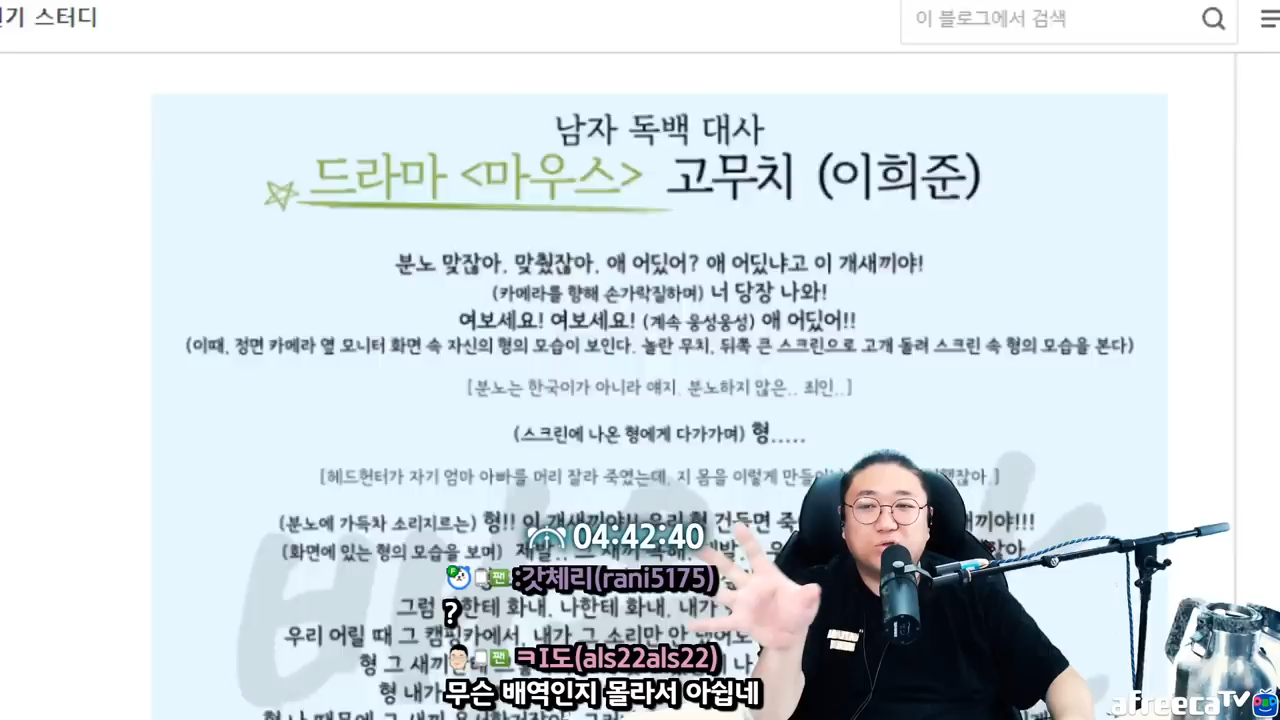 기 스터디
이 블로그에서 검색
남자 독백 대사
드라마 <마우스> 고무치 (이희준)
분노 맞잖아. 맞췄잖아. 애 어딨어? 애 어딨냐고 이 개새끼야!
(카메라를 향해 손가락질하며) 너 당장 나와!
여보세요! 여보세요! (계속 웅성웅성) 애 어딨어!!
(이때, 정면 카메라 옆 모니터 화면 속 자신의 형의 모습이 보인다. 놀란 무치, 뒤쪽 큰 스크린으로 고개 돌려 스크린 속 형의 모습을 본다)
[분노는 한국이가 아니라 얘지. 분노하지 않은.. 죄인..]
(스크린에 나온 형에게 다가가며) 형.....
[헤드헌터가 자기 엄마 아빠를 머리 잘라 죽였는데, 지 몸을 이렇게 만들
(분노에 가득차 소리지르는) 형!! 이 개새끼야!! 우리 형 건들면 죽 끼야!!!
04:42:40
(화면에 있는 형의 모습을 보며) 재발..
:갓체리(rani5175)
그럼 한테 화내. 나한테 화내. 내가
?
우리 어릴 때 그 캠핑카에서, 내가 그 소리만 안
ㅋI도(als22als22)
형 그 새끼
형 내가
무슨 배역인지 몰라서 아쉽네
afreecaTV